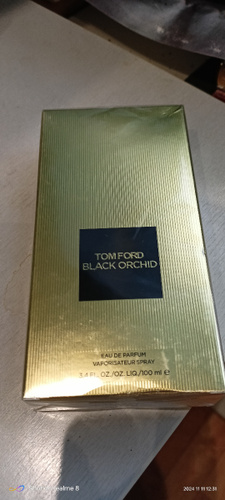 TOM FORD
BLACK ORCHID
EAU DE PARFUM
VAPORISATEUR SPRAY
3.4 FL.OZ./OZ. LIQ./100 ml ℮
realme 8
2024 11 19 12:31